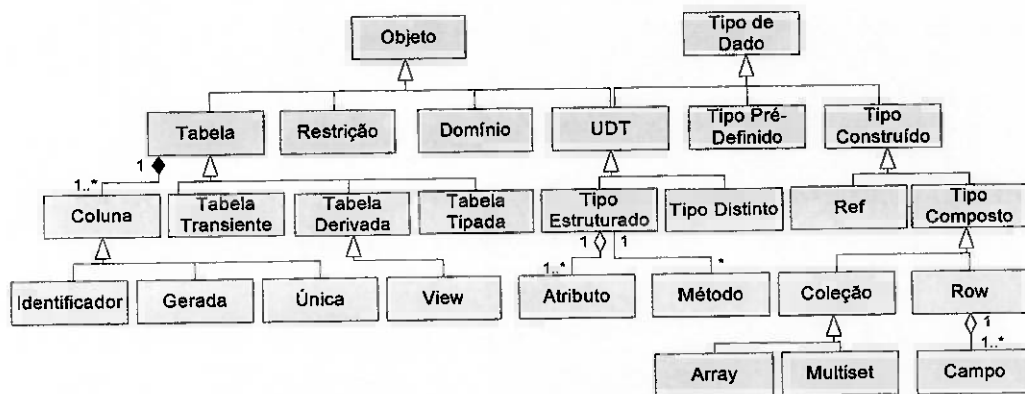 Objeto
Tipo de
Dado
Tabela
Restrição
Domínio
UDT
Tipo Pré-
Definido
Tipo
Construído
1
1..*
Coluna
Tabela
Transiente
Tabela
Derivada
Tabela
Tipada
Tipo
Estruturado
Tipo Distinto
Ref
Tipo
Composto
1
1
1..*
*
Identificador
Gerada
Única
View
Atributo
Método
Coleção
Row
1
1..*
Array
Multiset
Campo